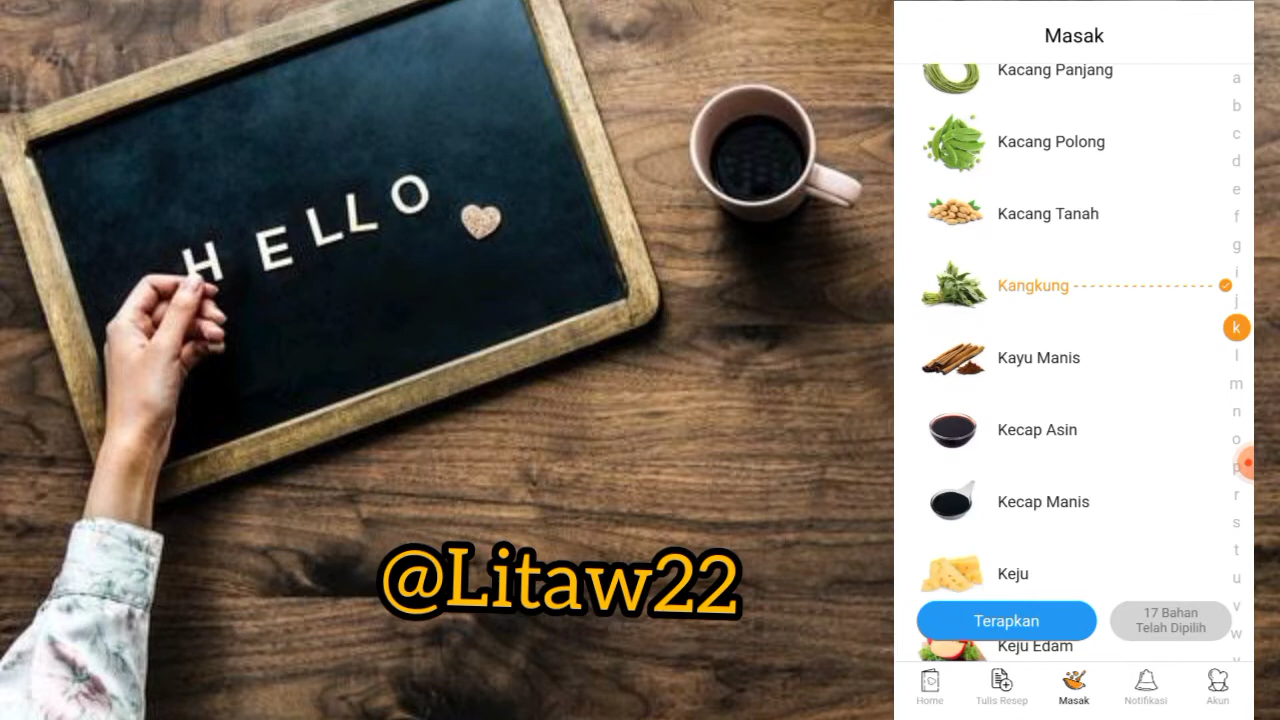 HELLO
@Litaw22
Masak
Kacang Panjang
Kacang Polong
Kacang Tanah
Kangkung
Kayu Manis
Kecap Asin
Kecap Manis
Keju
Terapkan
17 Bahan
Telah Dipilih
Keju Edam
a
b
c
d
e
f
g
i
j
k
l
m
n
o
p
r
s
t
u
v
w
y
Home
Tulis Resep
Masak
Notifikasi
Akun